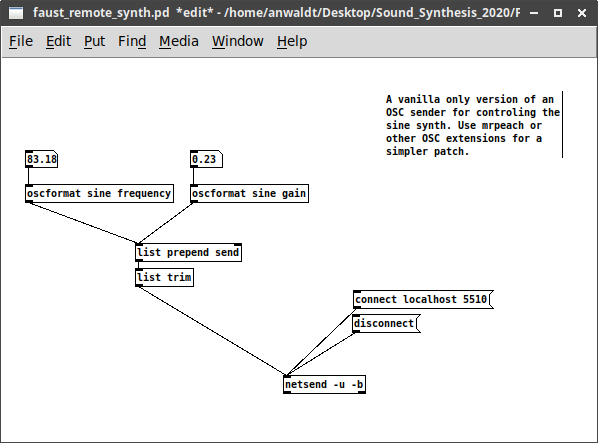 faust_remote_synth.pd *edit* - /home/anwaldt/Desktop/Sound_Synthesis_2020/F
File Edit Put Find Media Window Help
A vanilla only version of an
OSC sender for controling the
sine synth. Use mrpeach or
other OSC extensions for a
simpler patch.
83.18 0.23
oscformat sine frequency oscformat sine gain
list prepend send
list trim
connect localhost 5510
disconnect
netsend -u -b